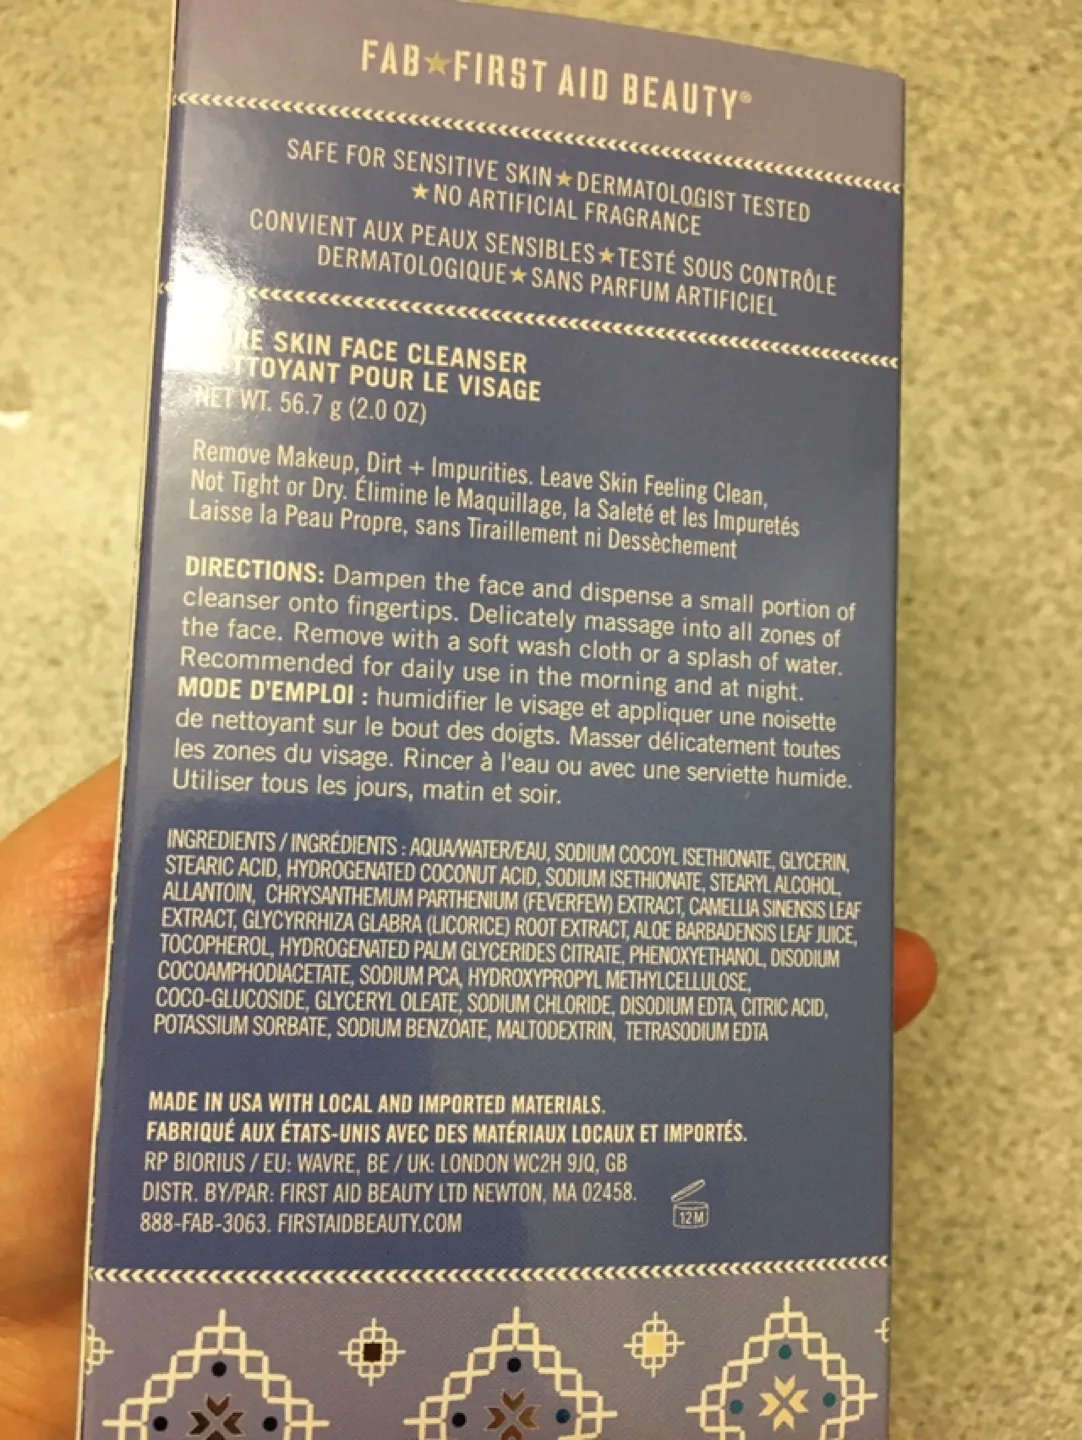 FAB★FIRST AID BEAUTY®
SAFE FOR SENSITIVE SKIN★DERMATOLOGIST TESTED
★NO ARTIFICIAL FRAGRANCE
CONVIENT AUX PEAUX SENSIBLES★TESTÉ SOUS CONTRÔLE
DERMATOLOGIQUE★SANS PARFUM ARTIFICIEL
SKIN FACE CLEANSER
POUR LE VISAGE
NET WT. 56.7 g (2.0 OZ)
Remove Makeup, Dirt + Impurities. Leave Skin Feeling Clean,
Not Tight or Dry. Élimine le Maquillage, la Saleté et les Impuretés
Laisse la Peau Propre, sans Tiraillement ni Dessèchement
DIRECTIONS: Dampen the face and dispense a small portion of
cleanser onto fingertips. Delicately massage into all zones of
the face. Remove with a soft wash cloth or a splash of water.
Recommended for daily use in the morning and at night.
MODE D'EMPLOI : humidifier le visage et appliquer une noisette
de nettoyant sur le bout des doigts. Masser délicatement toutes
les zones du visage. Rincer à l'eau ou avec une serviette humide.
Utiliser tous les jours, matin et soir.
INGREDIENTS / INGRÉDIENTS : AQUA/WATER/EAU, SODIUM COCOYL ISETHIONATE, GLYCERIN,
STEARIC ACID, HYDROGENATED COCONUT ACID, SODIUM ISETHIONATE, STEARYL ALCOHOL,
ALLANTOIN, CHRYSANTHEMUM PARTHENIUM (FEVERFEW) EXTRACT, CAMELLIA SINENSIS LEAF
EXTRACT, GLYCYRRHIZA GLABRA (LICORICE) ROOT EXTRACT, ALOE BARBADENSIS LEAF JUICE,
TOCOPHEROL, HYDROGENATED PALM GLYCERIDES CITRATE, PHENOXYETHANOL, DISODIUM
COCOAMPHODIACETATE, SODIUM PCA, HYDROXYPROPYL METHYLCELLULOSE,
COCO-GLUCOSIDE, GLYCERYL OLEATE, SODIUM CHLORIDE, DISODIUM EDTA, CITRIC ACID,
POTASSIUM SORBATE, SODIUM BENZOATE, MALTODEXTRIN, TETRASODIUM EDTA
MADE IN USA WITH LOCAL AND IMPORTED MATERIALS.
FABRIQUÉ AUX ÉTATS-UNIS AVEC DES MATÉRIAUX LOCAUX ET IMPORTÉS.
RP BIORIUS / EU: WAVRE, BE / UK: LONDON WC2H 9JQ, GB
DISTR. BY/PAR: FIRST AID BEAUTY LTD NEWTON, MA 02458.
888-FAB-3063. FIRSTAIDBEAUTY.COM
12M